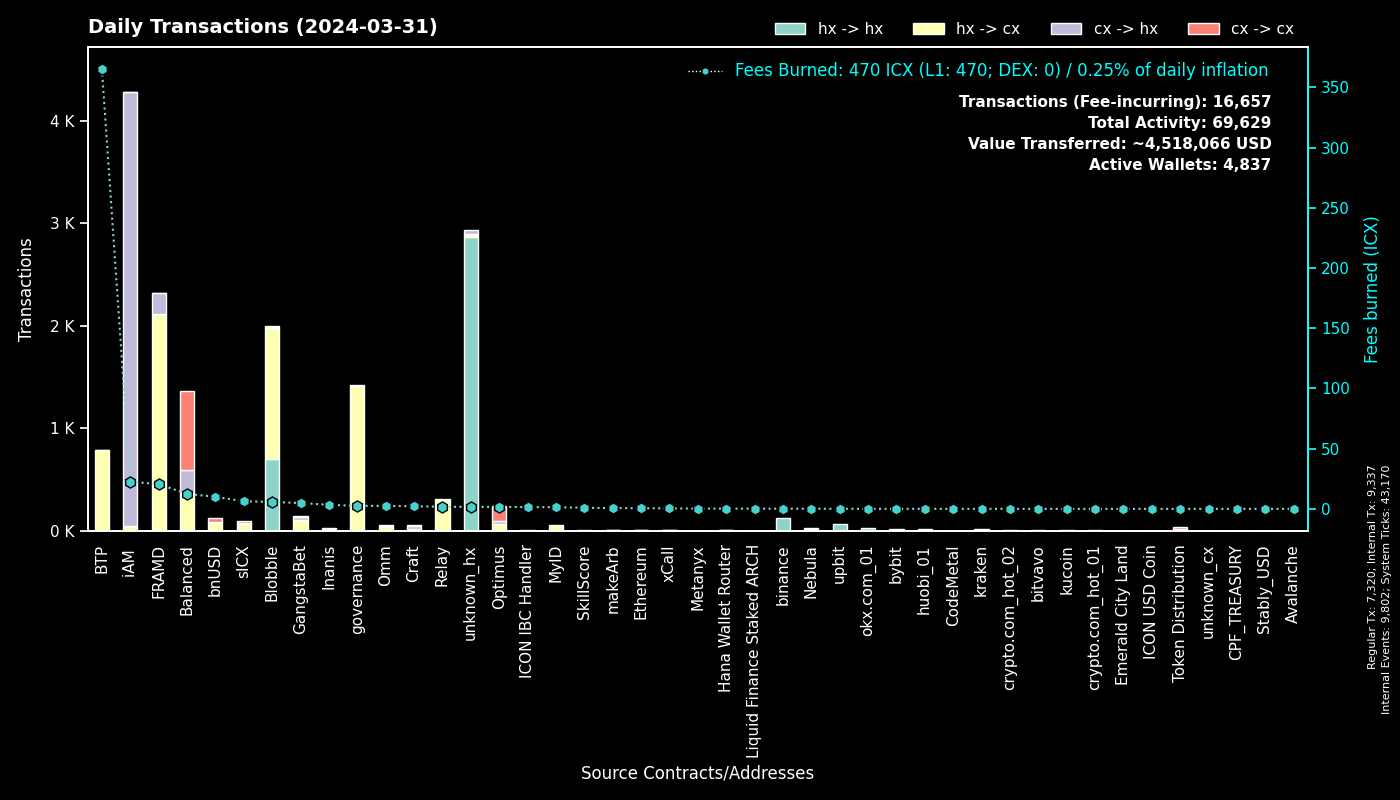 Daily Transactions (2024-03-31)
hx -> hx
hx -> cx
cx -> hx
cx -> cx
Fees Burned: 470 ICX (L1: 470; DEX: 0) / 0.25% of daily inflation
Transactions (Fee-incurring): 16,657
Total Activity: 69,629
Value Transferred: ~4,518,066 USD
Active Wallets: 4,837
Transactions
4 K
3 K
2 K
1 K
0 K
350
300
250
200
150
100
50
0
Fees burned (ICX)
BTP
iAM
FRAMD
Balanced
bnUSD
sICX
Blobble
GangstaBet
Inanis
governance
Omm
Craft
Relay
unknown_hx
Optimus
ICON IBC Handler
MyID
SkillScore
makeArb
Ethereum
xCall
Metanyx
Hana Wallet Router
Liquid Finance Staked ARCH
binance
Nebula
upbit
okx.com_01
bybit
huobi_01
CodeMetal
kraken
crypto.com_hot_02
bitvavo
kucoin
crypto.com_hot_01
Emerald City Land
ICON USD Coin
Token Distribution
unknown_cx
CPF_TREASURY
Stably_USD
Avalanche
Source Contracts/Addresses
Regular Tx: 7,320; Internal Tx: 9,337
Internal Events: 9,802; System Ticks: 43,170